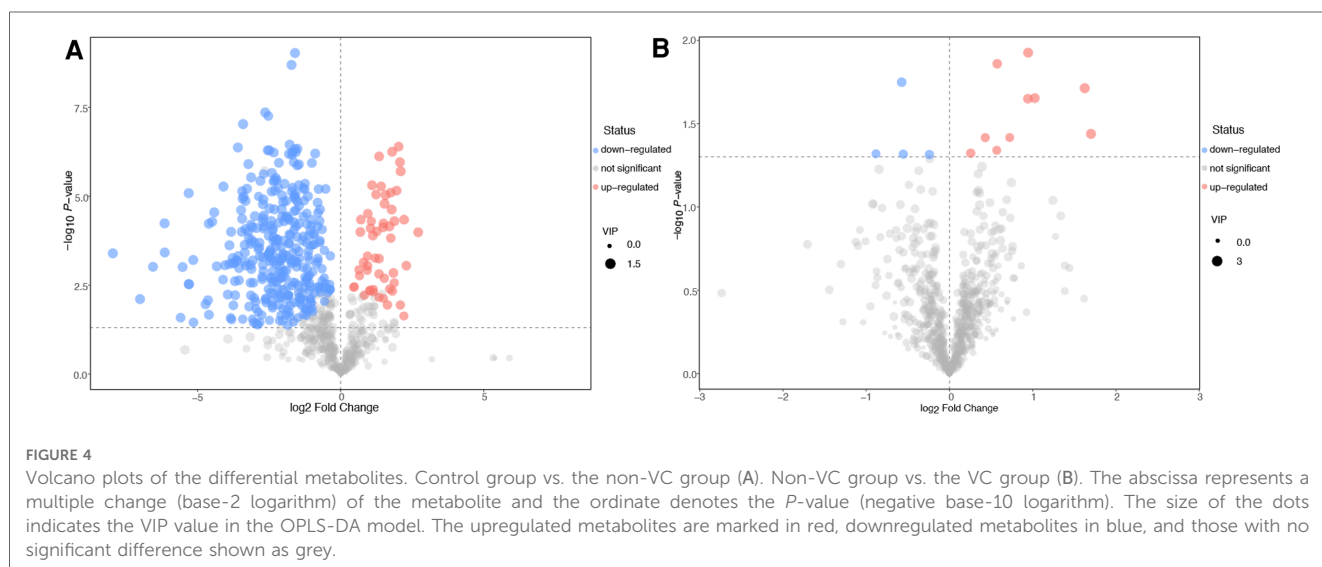 A
7.5
5.0
2.5
0.0
−log10 P-value
−5
0
5
log2 Fold Change
Status
down−regulated
not significant
up−regulated
VIP
0.0
1.5
B
2.0
1.5
1.0
0.5
0.0
−log10 P-value
−3
−2
−1
0
1
2
3
log2 Fold Change
Status
down−regulated
not significant
up−regulated
VIP
0.0
3
FIGURE 4
Volcano plots of the differential metabolites. Control group vs. the non-VC group (A). Non-VC group vs. the VC group (B). The abscissa represents a
multiple change (base-2 logarithm) of the metabolite and the ordinate denotes the P-value (negative base-10 logarithm). The size of the dots
indicates the VIP value in the OPLS-DA model. The upregulated metabolites are marked in red, downregulated metabolites in blue, and those with no
significant difference shown as grey.